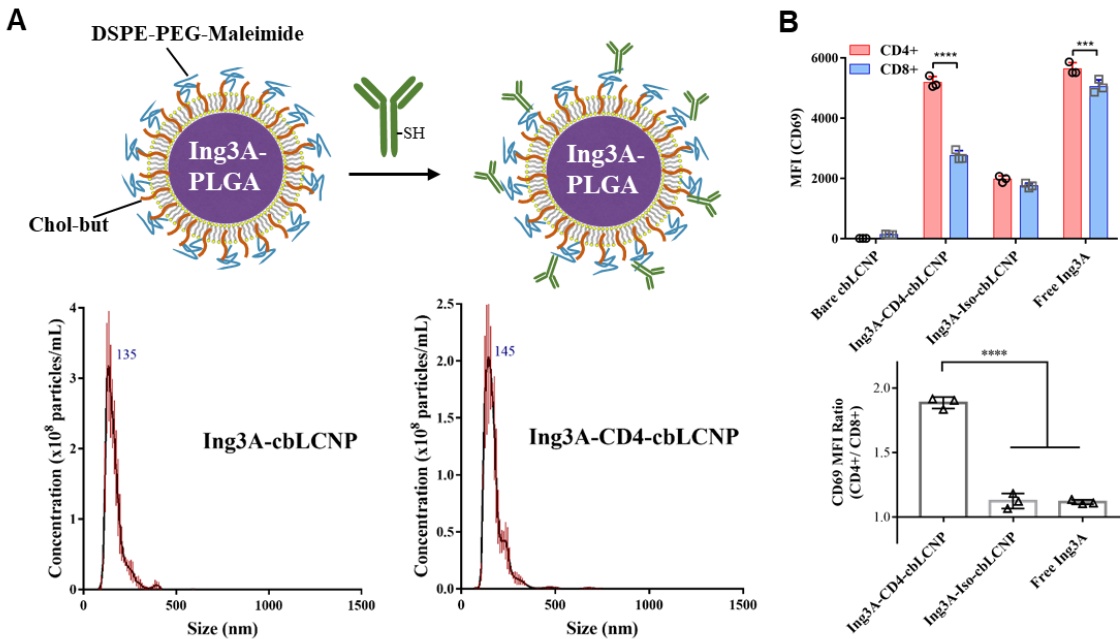 A
DSPE-PEG-Maleimide
Ing3A-
PLGA
Chol-but
-SH
Ing3A-
PLGA
Concentration (x10⁸ particles/mL)
4
3
2
1
0
135
Ing3A-cbLCNP
0
500
1000
1500
Size (nm)
Concentration (x10⁸ particles/mL)
2.5
2.0
1.5
1.0
0.5
0.0
145
Ing3A-CD4-cbLCNP
0
500
1000
1500
Size (nm)
B
MFI (CD69)
6000
4000
2000
0
CD4+
CD8+
****
***
Bare cbLCNP
Ing3A-CD4-cbLCNP
Ing3A-Iso-cbLCNP
Free Ing3A
CD69 MFI Ratio
(CD4+/ CD8+)
2.0
1.5
1.0
****
Ing3A-CD4-cbLCNP
Ing3A-Iso-cbLCNP
Free Ing3A